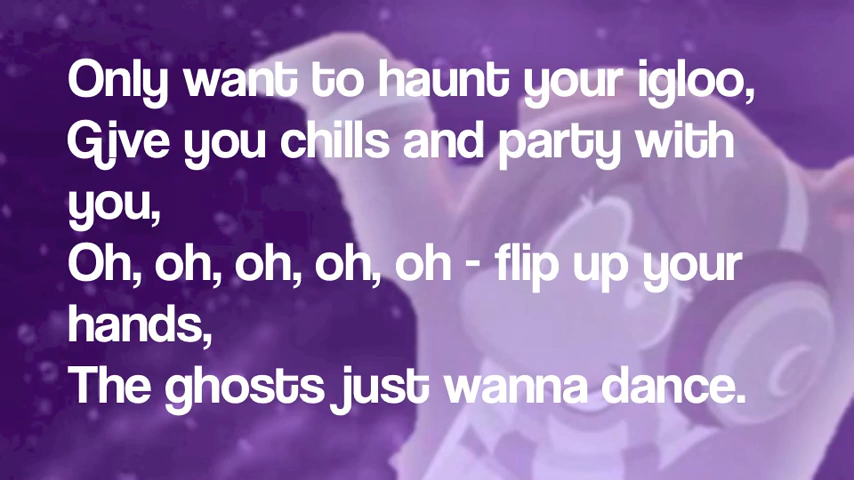 Only want to haunt your igloo,
Give you chills and party with
you,
Oh, oh, oh, oh, oh - flip up your
hands,
The ghosts just wanna dance.